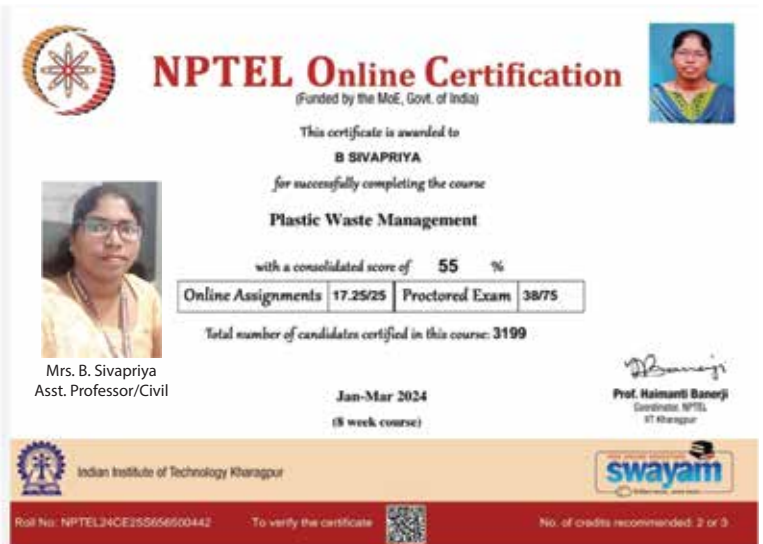 NPTEL Online Certification
(Funded by the MoE, Govt. of India)
This certificate is awarded to
B SIVAPRIYA
for successfully completing the course
Plastic Waste Management
with a consolidated score of 55 %
Online Assignments 17.25/25 Proctored Exam 38/75
Total number of candidates certified in this course: 3199
Mrs. B. Sivapriya
Asst. Professor/Civil
Jan-Mar 2024
(8 week course)
Prof. Haimanti Banerji
Coordinator, NPTEL
IIT Kharagpur
Indian Institute of Technology Kharagpur
swayam
Roll No: NPTEL24CE25S656500442 To verify the certificate No. of credits recommended: 2 or 3